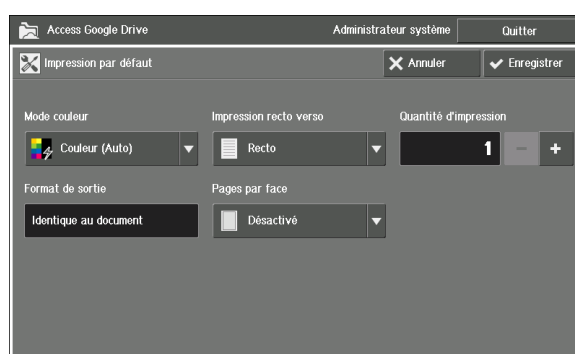 Access Google Drive
Administrateur système
Quitter
Impression par défaut
Annuler
Enregistrer
Mode couleur
Impression recto verso
Quantité d'impression
Couleur (Auto)
Recto
1
Format de sortie
Pages par face
Identique au document
Désactivé